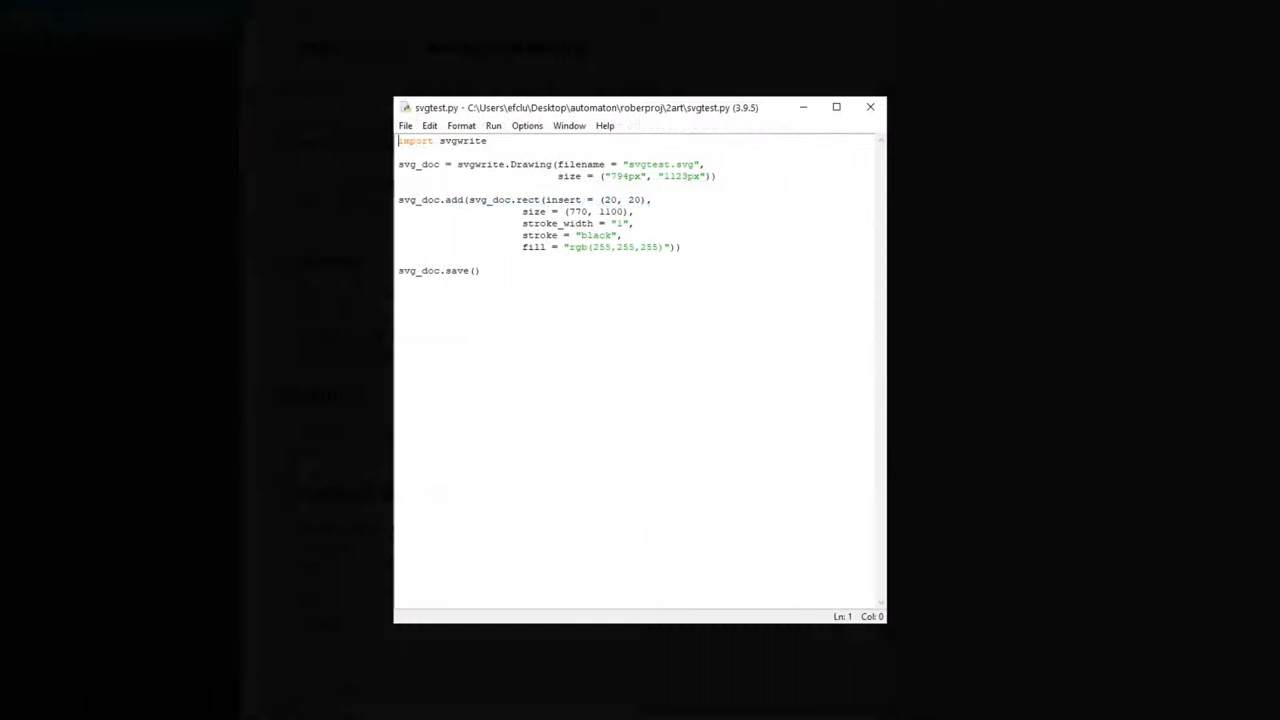 svgtest.py - C:\Users\efclu\Desktop\automaton\roberproj\2art\svgtest.py (3.9.5)
File Edit Format Run Options Window Help
import svgwrite
svg_doc = svgwrite.Drawing(filename = "svgtest.svg",
size = ("794px", "1123px"))
svg_doc.add(svg_doc.rect(insert = (20, 20),
size = (770, 1100),
stroke_width = "1",
stroke = "black",
fill = "rgb(255,255,255)"))
svg_doc.save()
Ln: 1 Col: 0